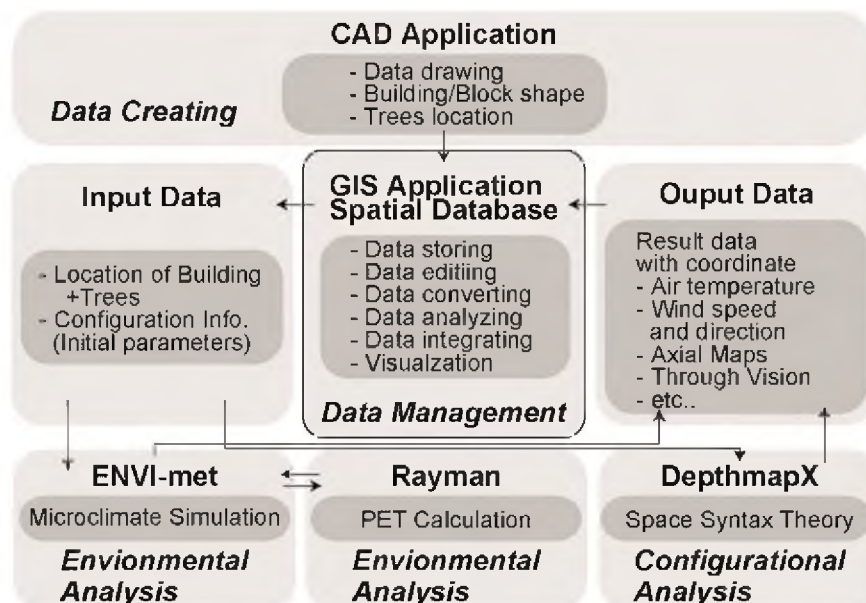 CAD Application
- Data drawing
- Building/Block shape
- Trees location
Data Creating
Input Data
- Location of Building
+Trees
- Configuration Info.
(Initial parameters)
GIS Application
Spatial Database
- Data storing
- Data editiing
- Data converting
- Data analyzing
- Data integrating
- Visualzation
Data Management
Ouput Data
Result data
with coordinate
- Air temperature
- Wind speed
and direction
- Axial Maps
- Through Vision
- etc..
ENVI-met
Microclimate Simulation
Envionmental
Analysis
Rayman
PET Calculation
Envionmental
Analysis
DepthmapX
Space Syntax Theory
Configurational
Analysis